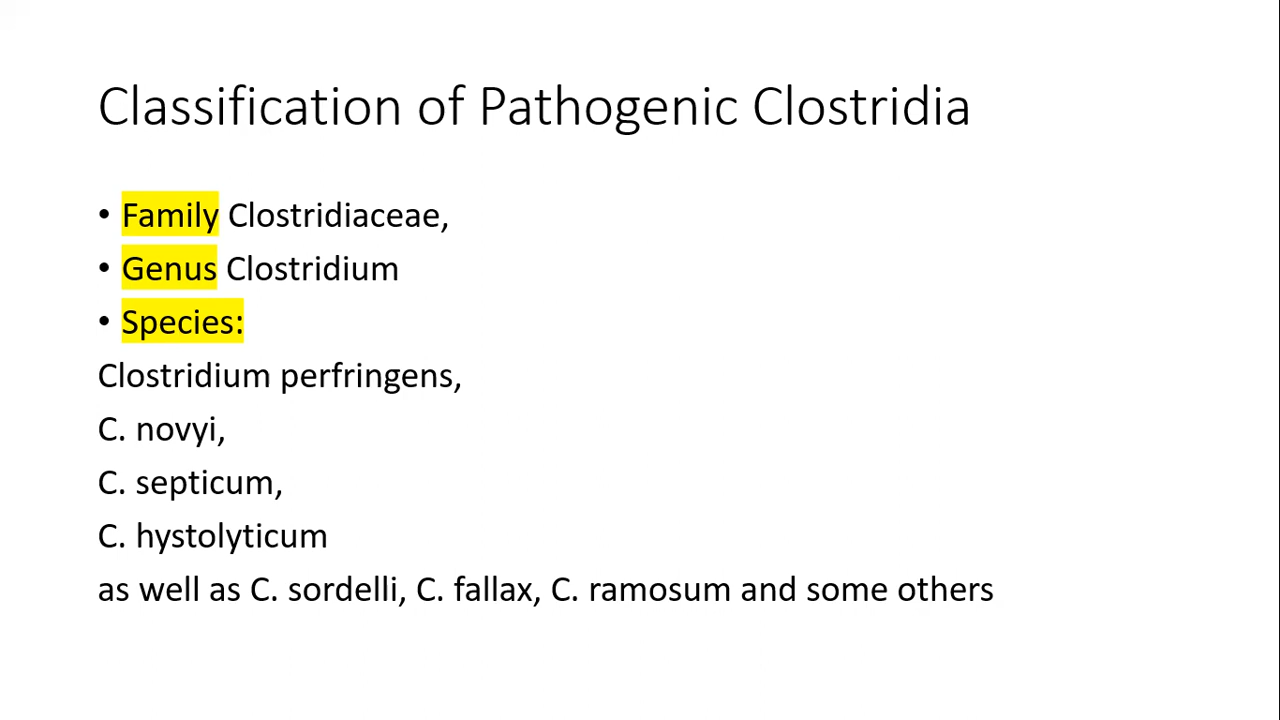 Classification of Pathogenic Clostridia
• Family Clostridiaceae,
• Genus Clostridium
• Species:
Clostridium perfringens,
C. novyi,
C. septicum,
C. hystolyticum
as well as C. sordelli, C. fallax, C. ramosum and some others